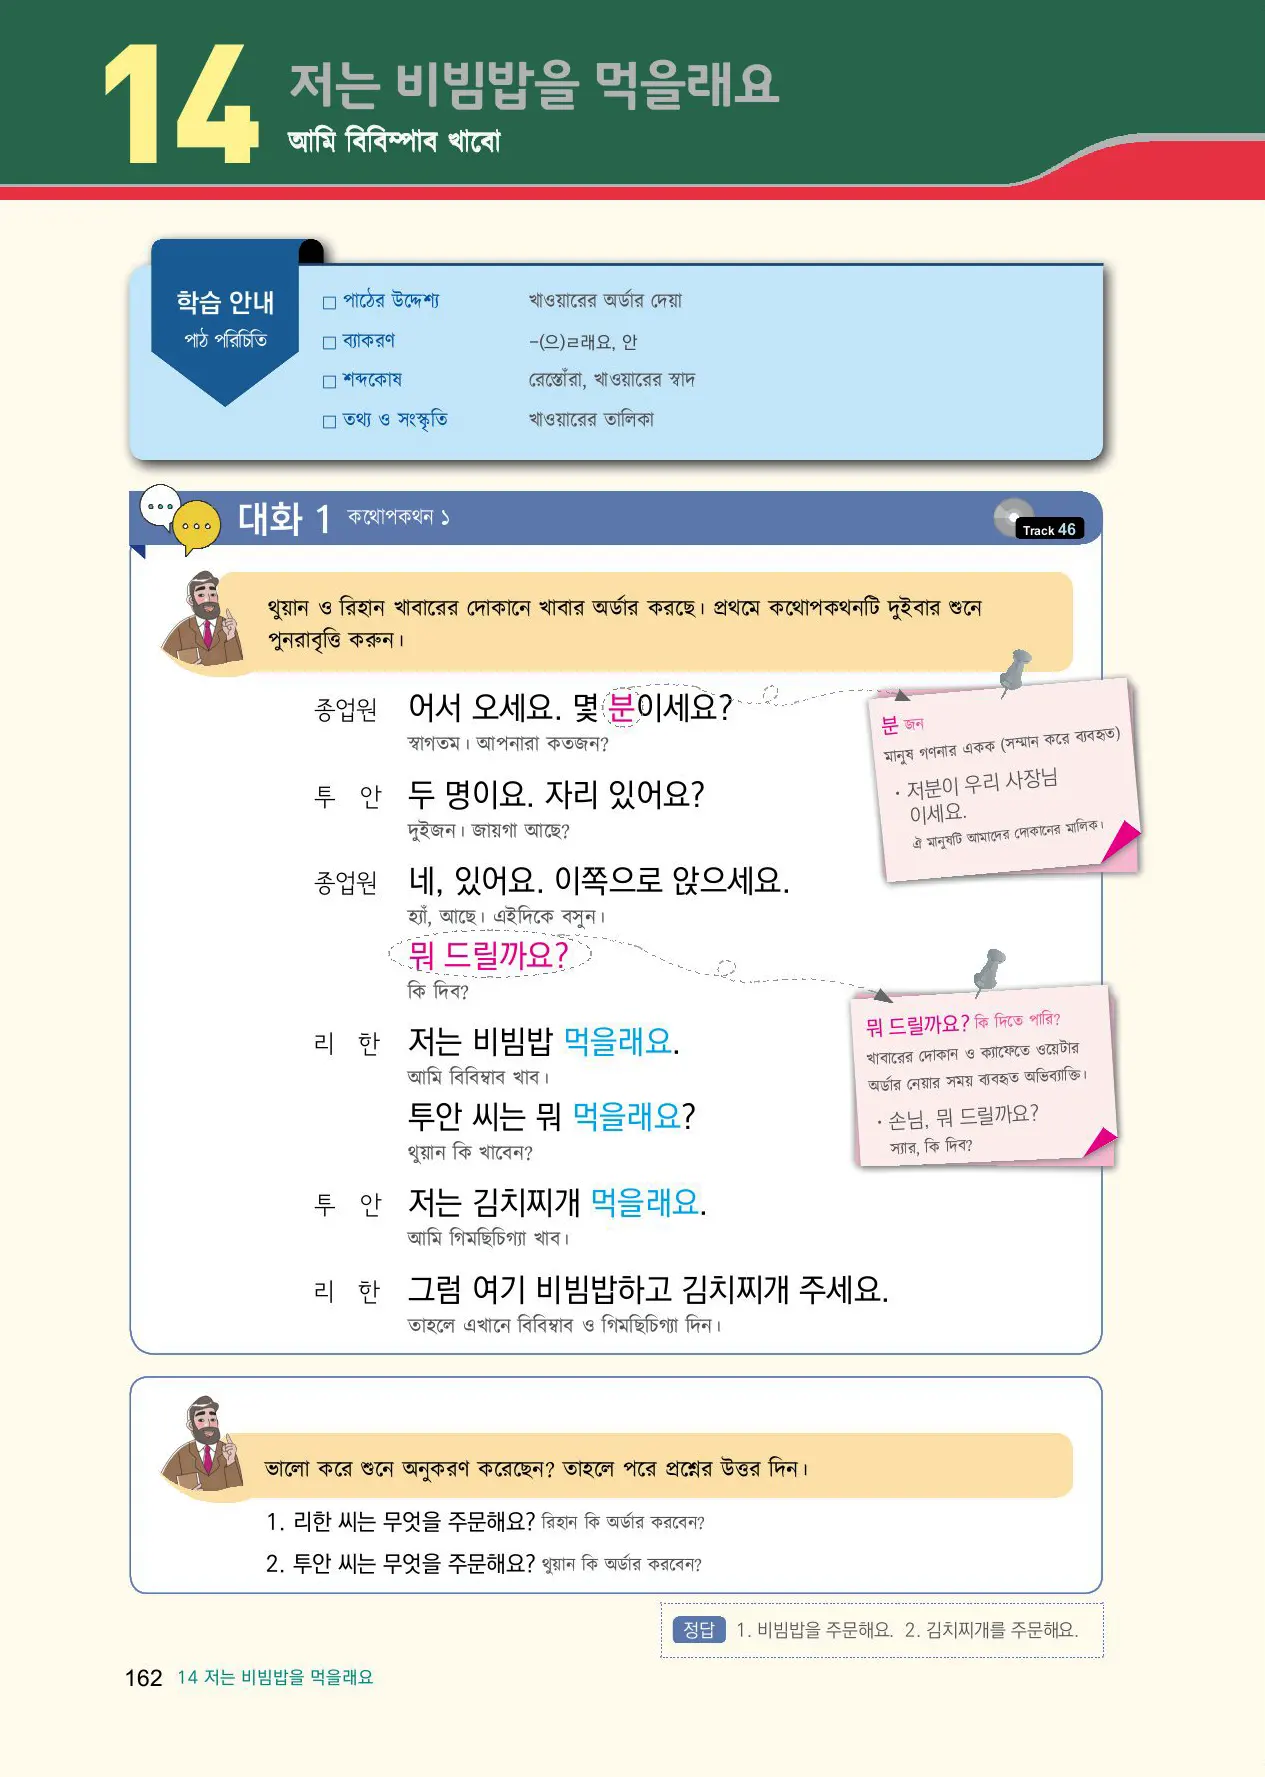 14
저는 비빔밥을 먹을래요
আমি বিবিম্পাব খাবো
학습 안내
পাঠ পরিচিতি
□ পাঠের উদ্দেশ্য খাওয়ারের অর্ডার দেয়া
□ ব্যাকরণ -(으)ㄹ래요, 안
□ শব্দকোষ রেস্তোঁরা, খাওয়ারের স্বাদ
□ তথ্য ও সংস্কৃতি খাওয়ারের তালিকা
대화 1 কথোপকথন ১
Track 46
থুয়ান ও রিহান খাবারের দোকানে খাবার অর্ডার করছে। প্রথমে কথোপকথনটি দুইবার শুনে
পুনরাবৃত্তি করুন।
종업원 어서 오세요. 몇 분이세요?
স্বাগতম। আপনারা কতজন?
투 안 두 명이요. 자리 있어요?
দুইজন। জায়গা আছে?
종업원 네, 있어요. 이쪽으로 앉으세요.
হ্যাঁ, আছে। এইদিকে বসুন।
뭐 드릴까요?
কি দিব?
리 한 저는 비빔밥 먹을래요.
আমি বিবিম্বাব খাব।
투안 씨는 뭐 먹을래요?
থুয়ান কি খাবেন?
투 안 저는 김치찌개 먹을래요.
আমি গিমছিচিগ্যা খাব।
리 한 그럼 여기 비빔밥하고 김치찌개 주세요.
তাহলে এখানে বিবিম্বাব ও গিমছিচিগ্যা দিন।
분 জন
মানুষ গণনার একক (সম্মান করে ব্যবহৃত)
· 저분이 우리 사장님
이세요.
ঐ মানুষটি আমাদের দোকানের মালিক।
뭐 드릴까요? কি দিতে পারি?
খাবারের দোকান ও ক্যাফেতে ওয়েটার
অর্ডার নেয়ার সময় ব্যবহৃত অভিব্যাক্তি।
· 손님, 뭐 드릴까요?
স্যার, কি দিব?
ভালো করে শুনে অনুকরণ করেছেন? তাহলে পরে প্রশ্নের উত্তর দিন।
1. 리한 씨는 무엇을 주문해요? রিহান কি অর্ডার করবেন?
2. 투안 씨는 무엇을 주문해요? থুয়ান কি অর্ডার করবেন?
정답 1. 비빔밥을 주문해요. 2. 김치찌개를 주문해요.
162 14 저는 비빔밥을 먹을래요